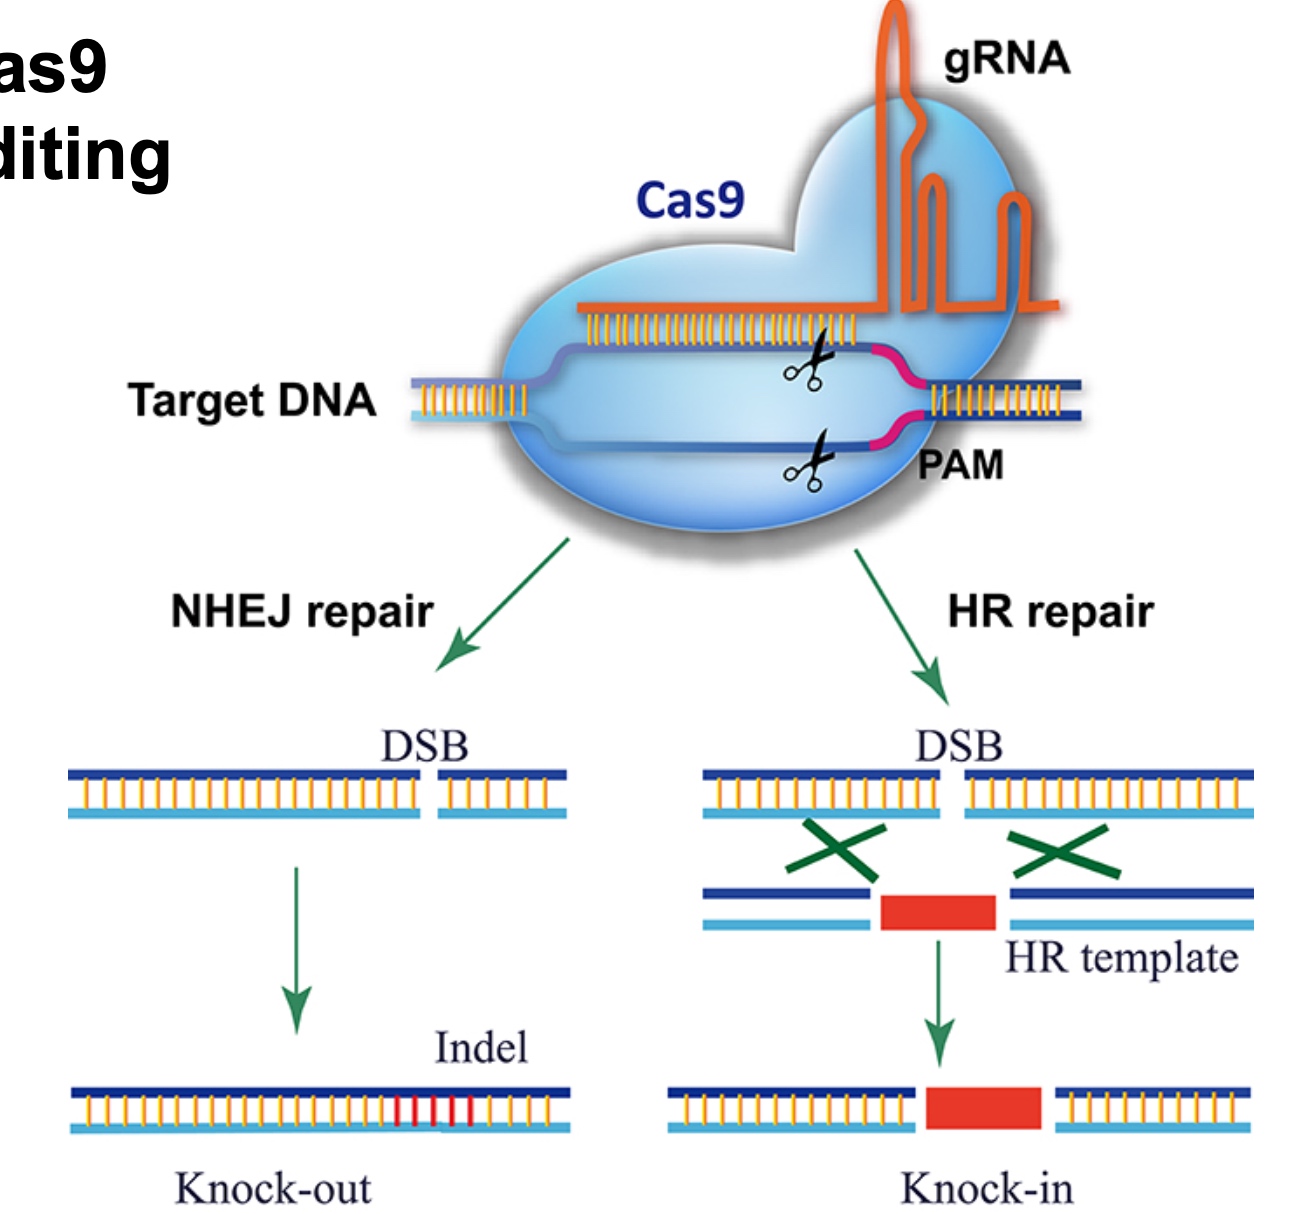 as9
diting
gRNA
Cas9
Target DNA
PAM
NHEJ repair
HR repair
DSB
DSB
HR template
Indel
Knock-out
Knock-in